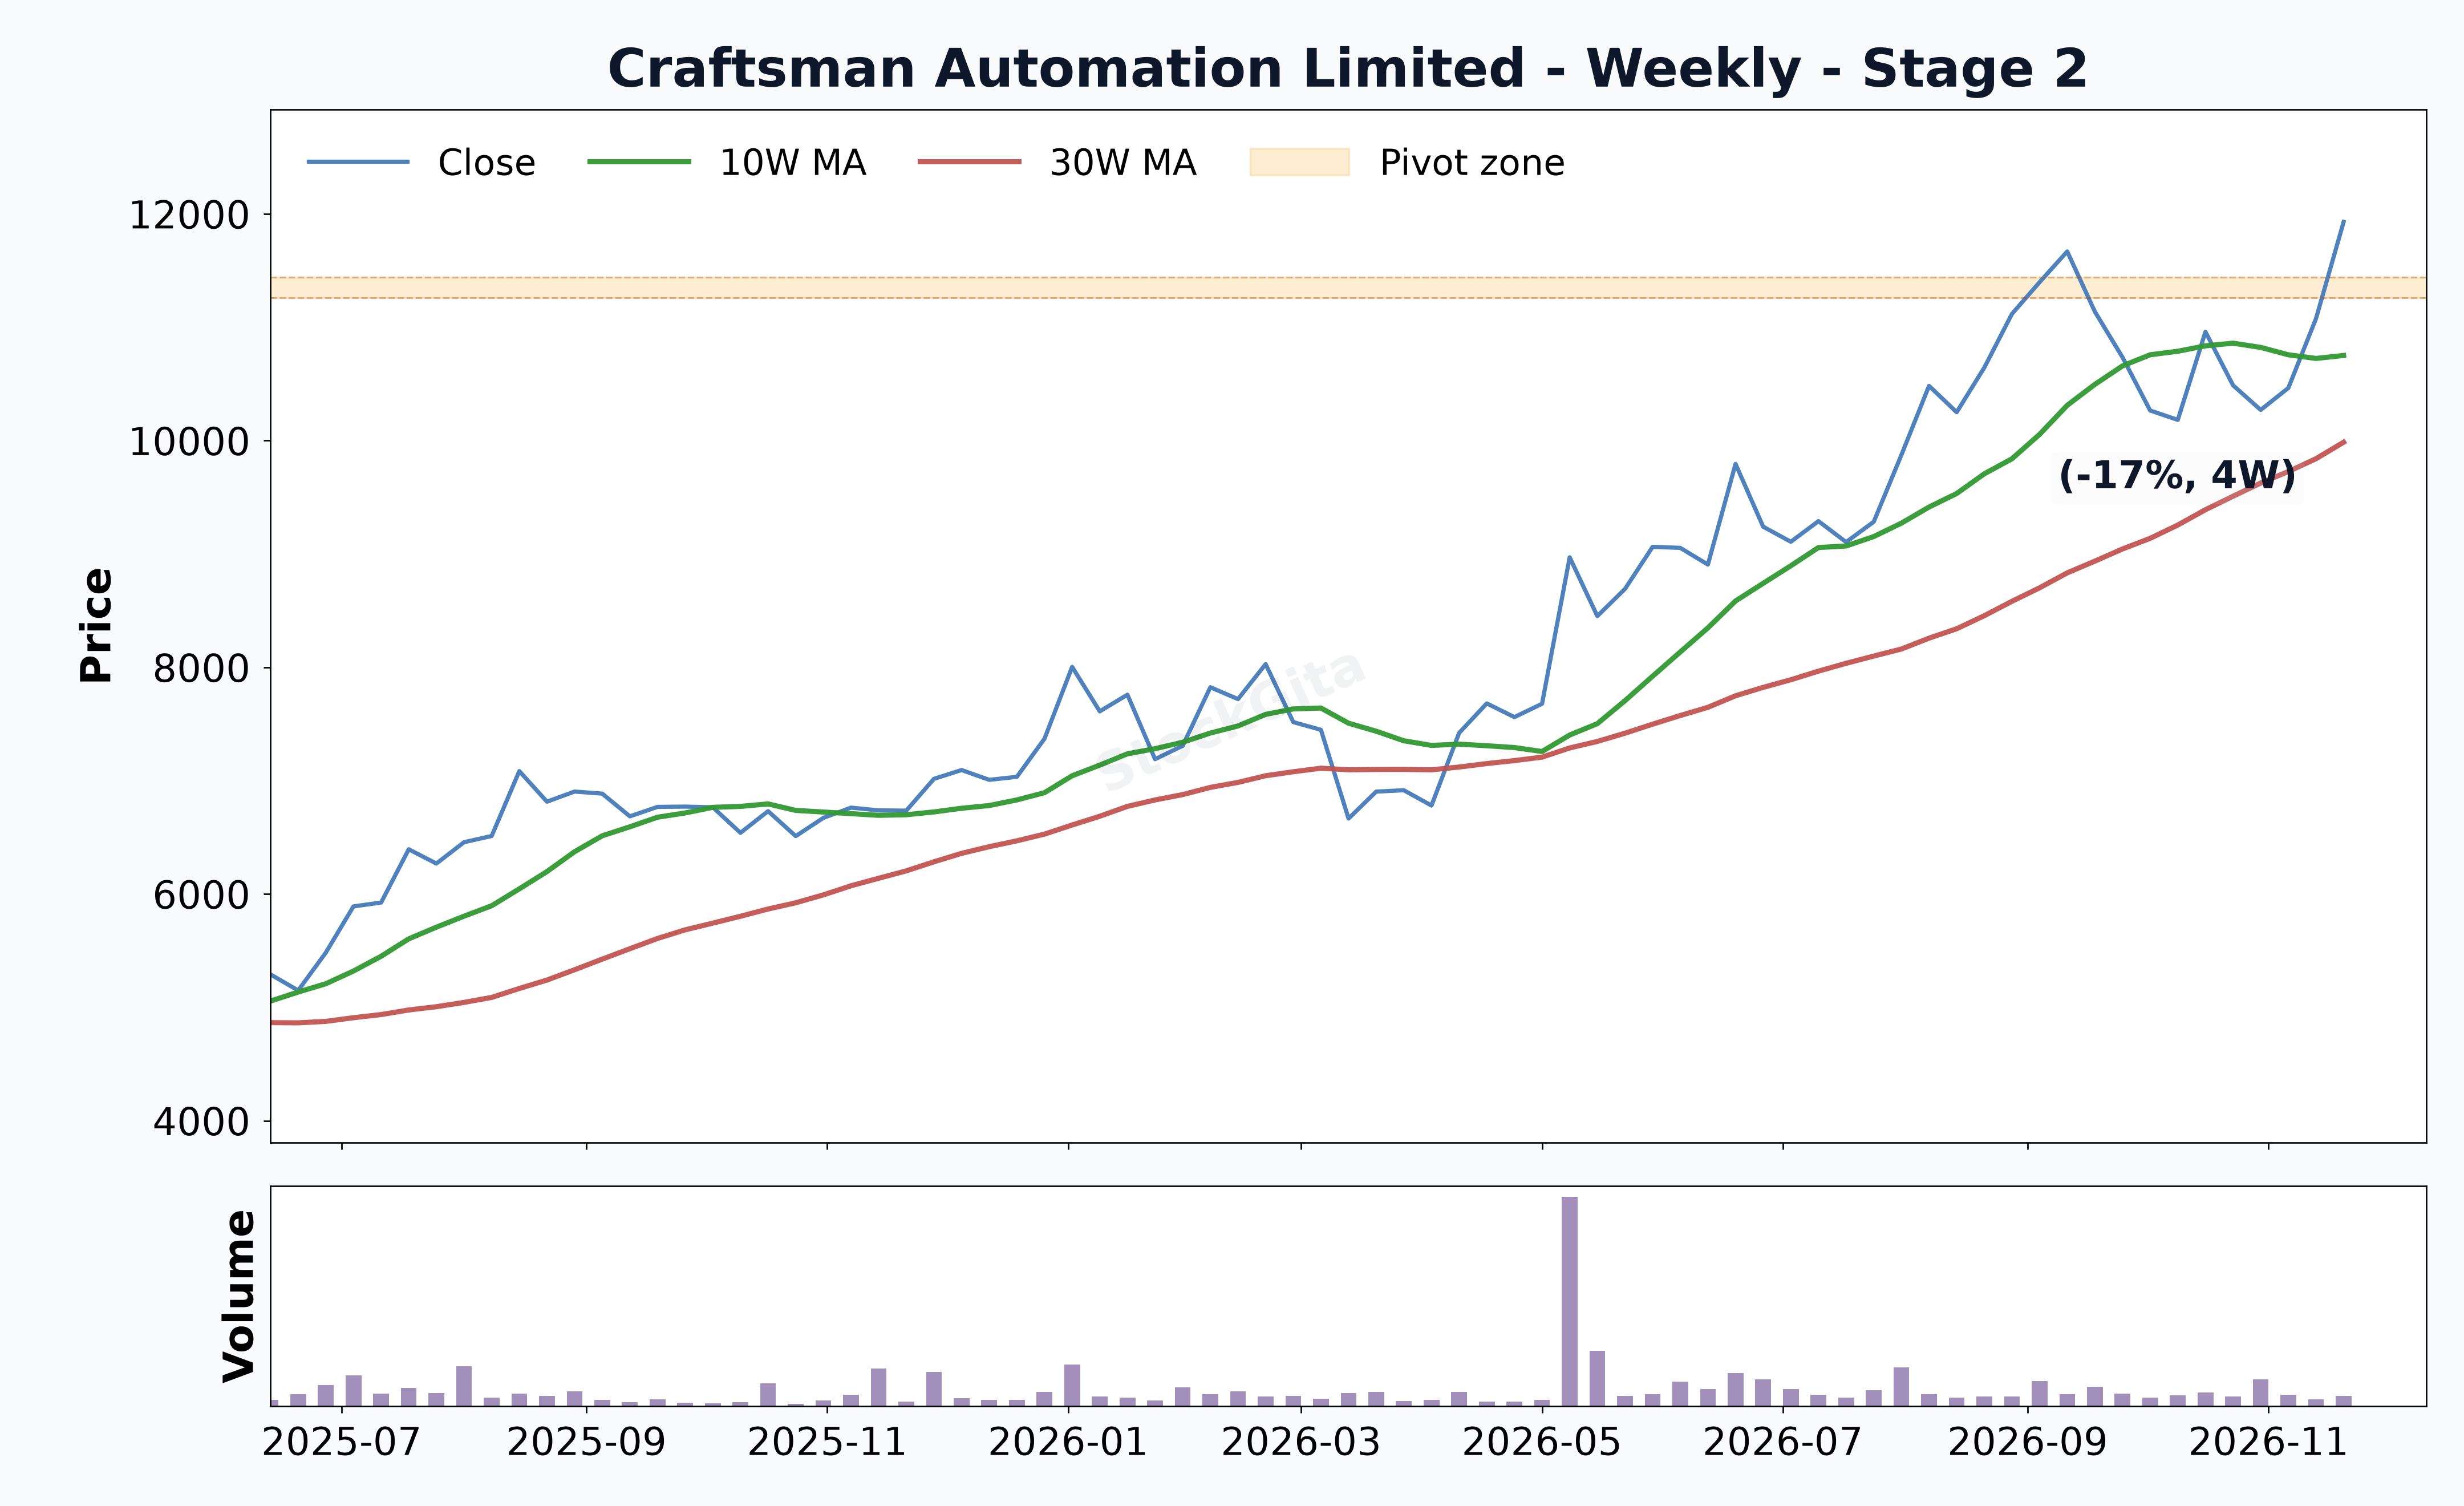 Craftsman Automation Limited - Weekly - Stage 2
Close 10W MA 30W MA Pivot zone
12000
10000
8000
6000
4000
Price
(-17%, 4W)
StockGita
Volume
2025-07 2025-09 2025-11 2026-01 2026-03 2026-05 2026-07 2026-09 2026-11